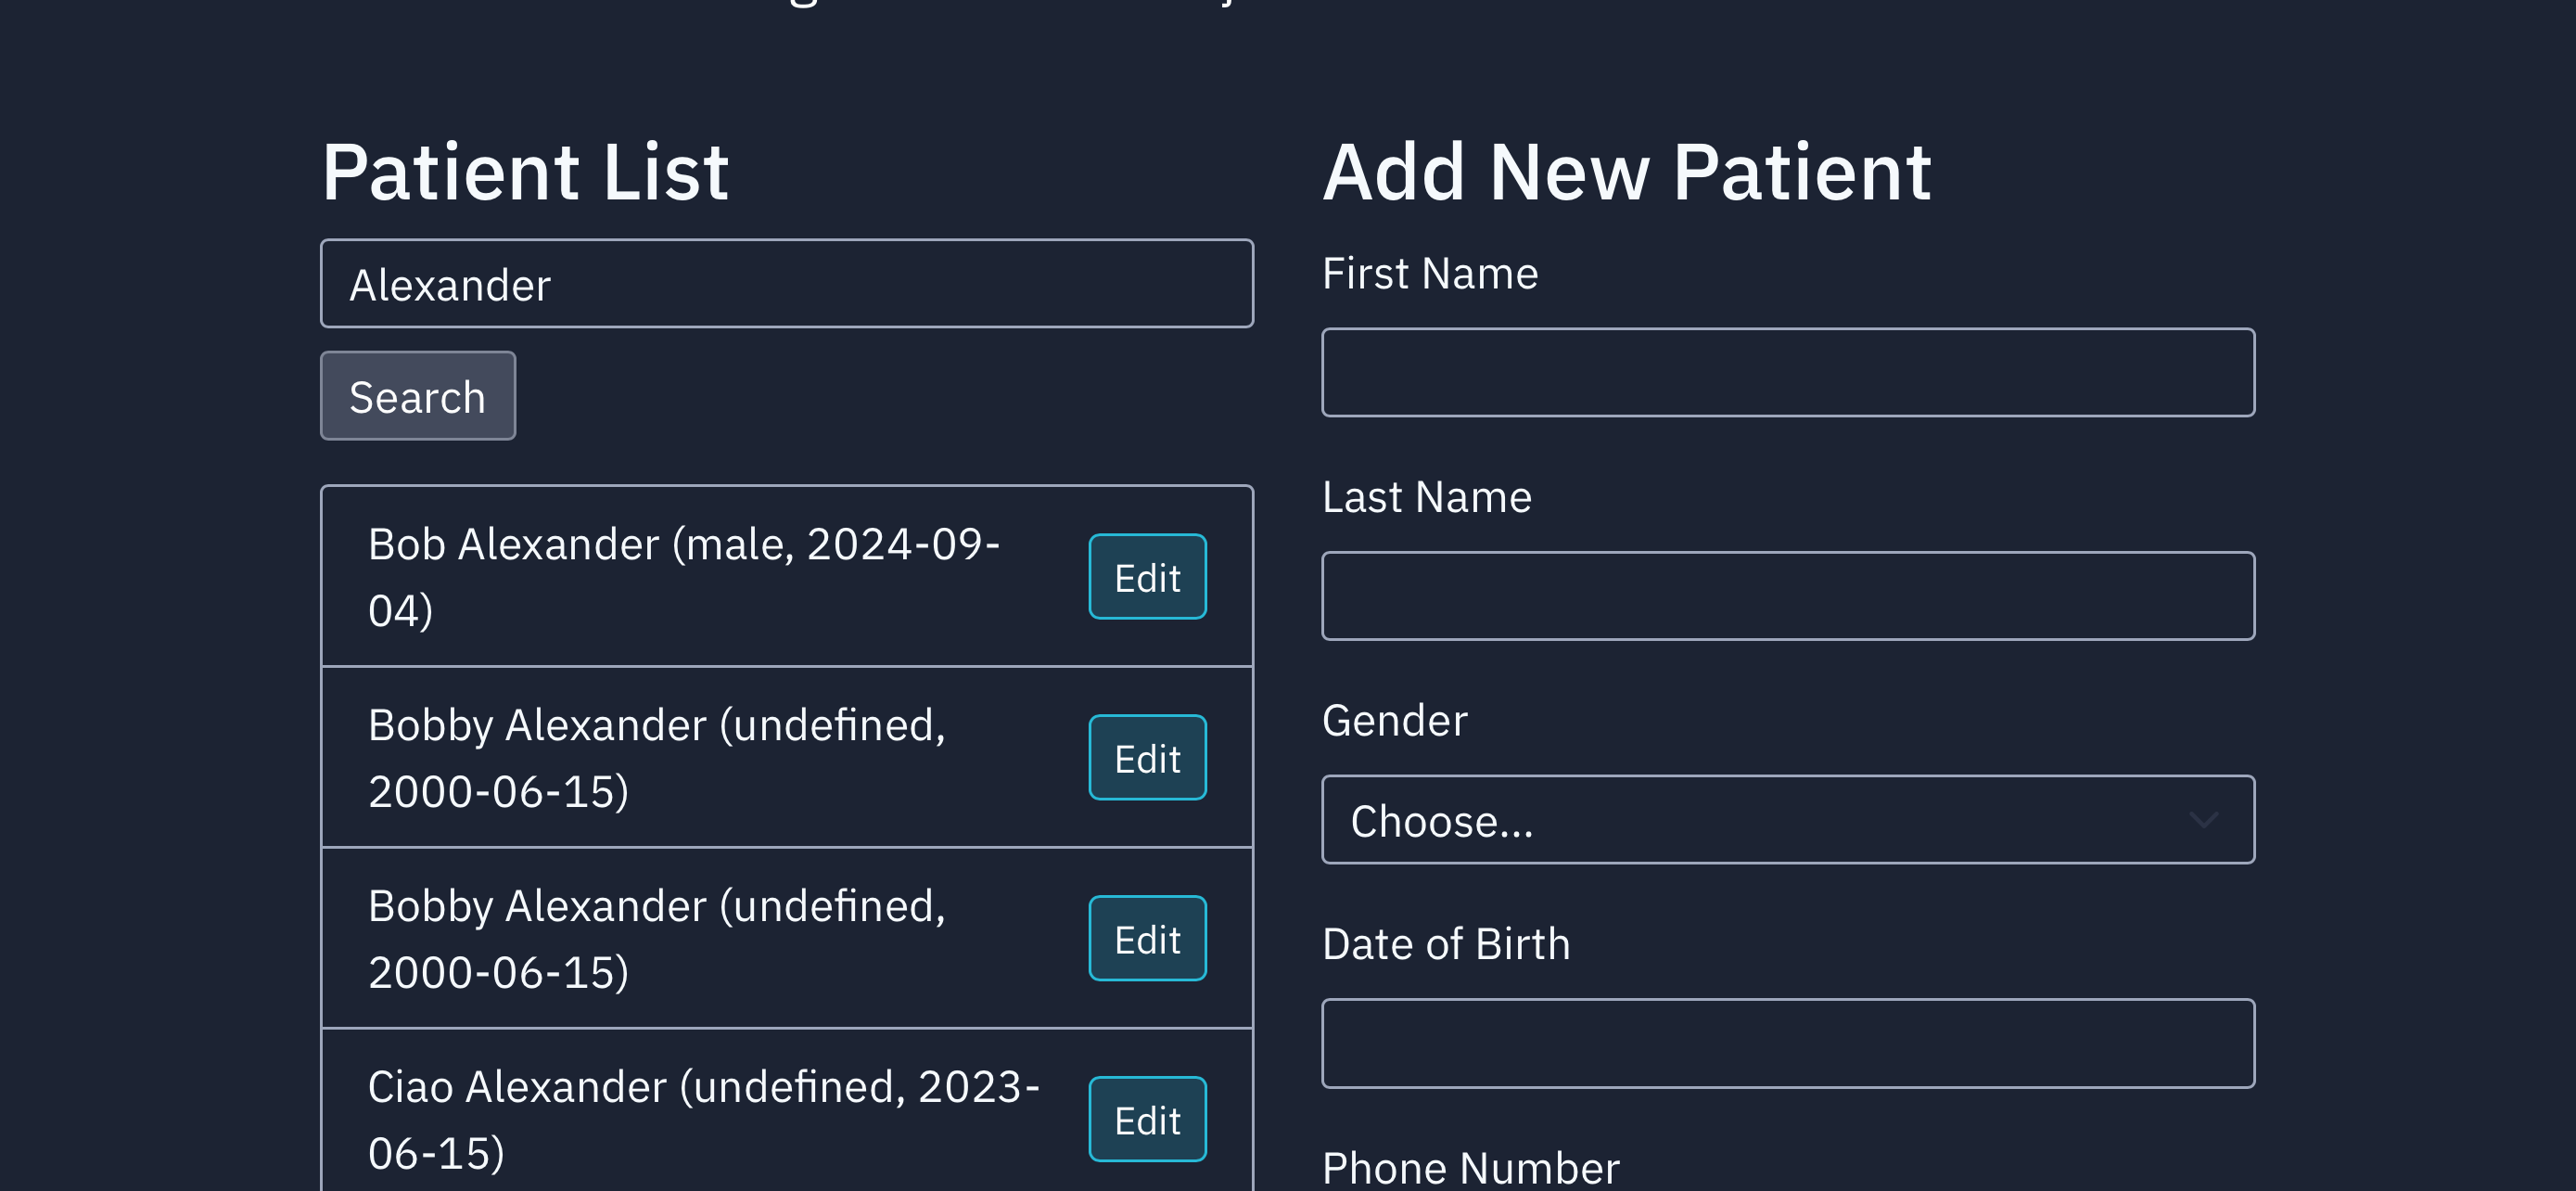 Patient List
Alexander
Search
Bob Alexander (male, 2024-09-
04)
Edit
Bobby Alexander (undefined,
2000-06-15)
Edit
Bobby Alexander (undefined,
2000-06-15)
Edit
Ciao Alexander (undefined, 2023-
06-15)
Edit
Add New Patient
First Name
Last Name
Gender
Choose...
Date of Birth
Phone Number